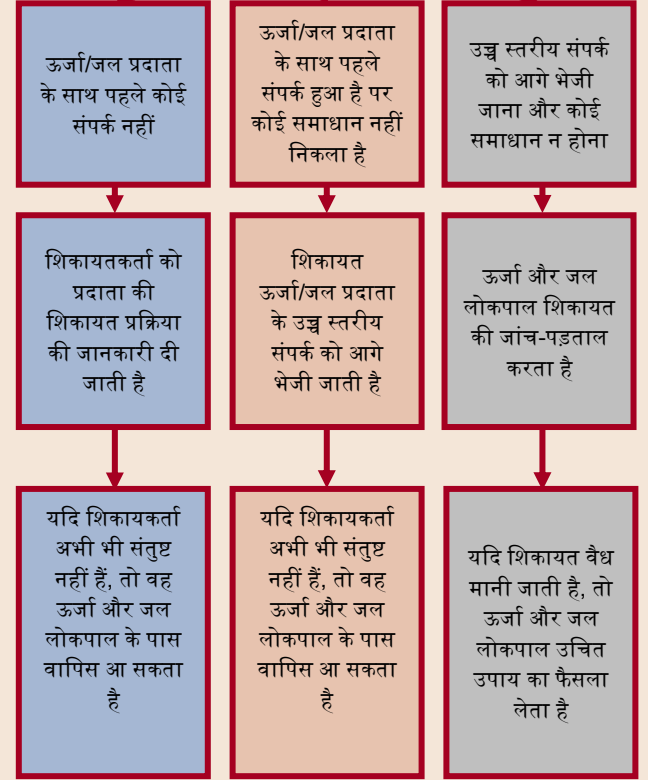 ऊर्जा/जल प्रदाता
के साथ पहले कोई
संपर्क नहीं
ऊर्जा/जल प्रदाता
के साथ पहले
संपर्क हुआ है पर
कोई समाधान नहीं
निकला है
उच्च स्तरीय संपर्क
को आगे भेजी
जाना और कोई
समाधान न होना
शिकायतकर्ता को
प्रदाता की
शिकायत प्रक्रिया
की जानकारी दी
जाती है
शिकायत
ऊर्जा/जल प्रदाता
के उच्च स्तरीय
संपर्क को आगे
भेजी जाती है
ऊर्जा और जल
लोकपाल शिकायत
की जांच-पड़ताल
करता है
यदि शिकायकर्ता
अभी भी संतुष्ट
नहीं हैं, तो वह
ऊर्जा और जल
लोकपाल के पास
वापिस आ सकता
है
यदि शिकायकर्ता
अभी भी संतुष्ट
नहीं हैं, तो वह
ऊर्जा और जल
लोकपाल के पास
वापिस आ सकता
है
यदि शिकायत वैध
मानी जाती है, तो
ऊर्जा और जल
लोकपाल उचित
उपाय का फैसला
लेता है